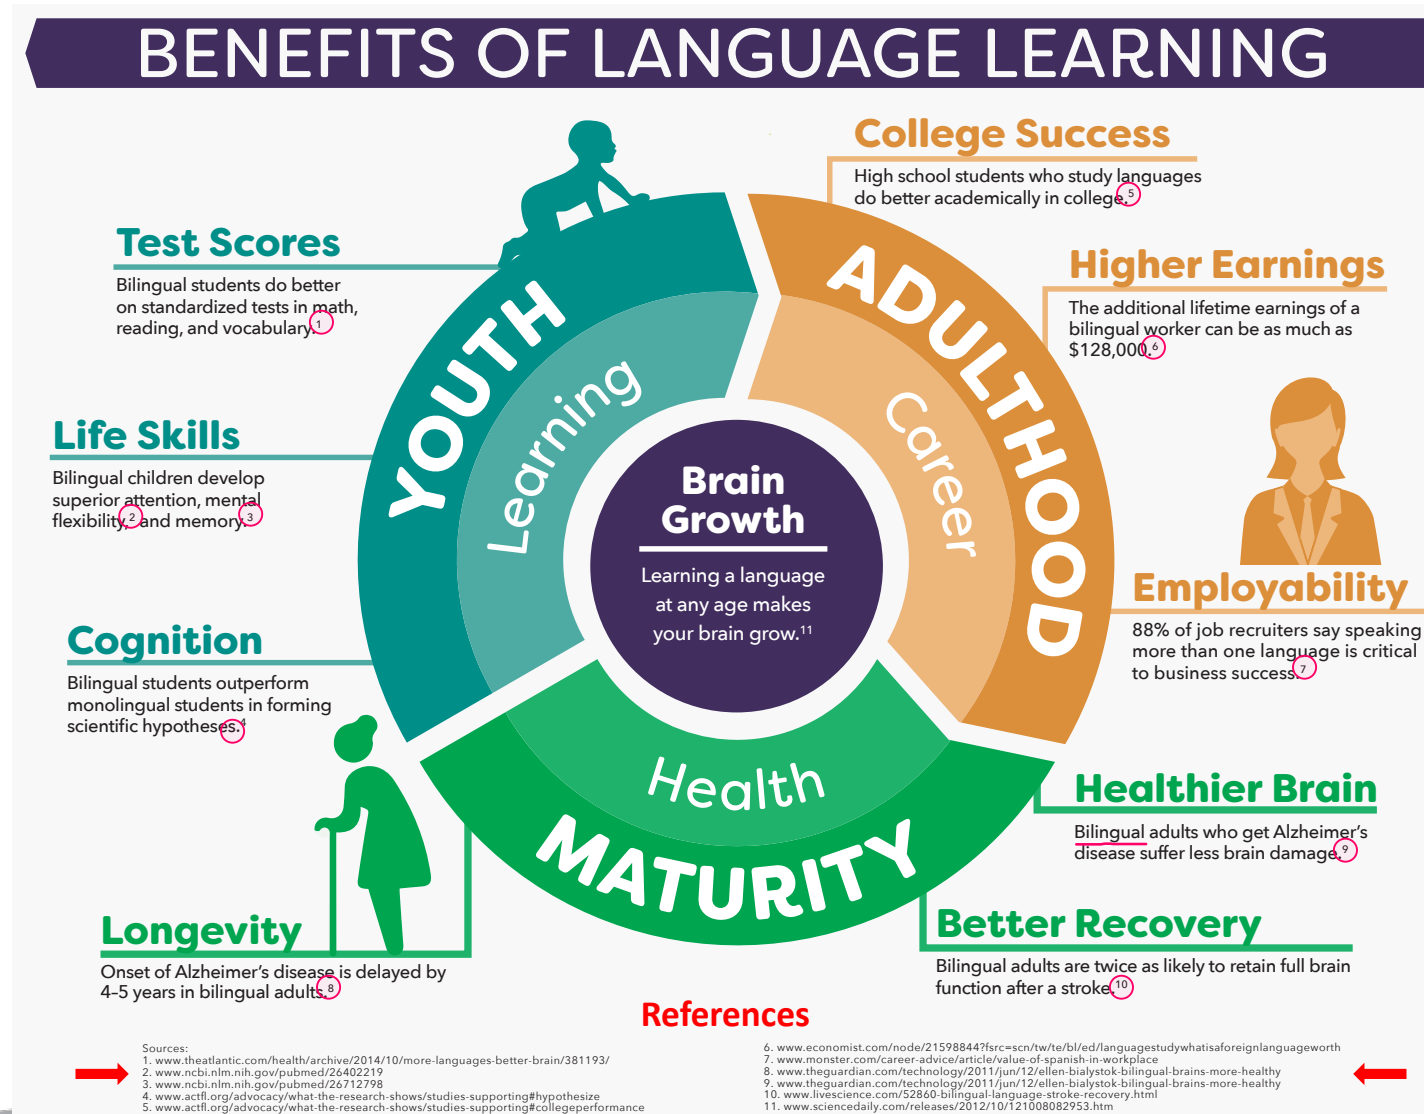 BENEFITS OF LANGUAGE LEARNING
College Success
High school students who study languages
do better academically in college.5
Test Scores
Bilingual students do better
on standardized tests in math,
reading, and vocabulary.1
Higher Earnings
The additional lifetime earnings of a
bilingual worker can be as much as
$128,000.6
YOUTH
Learning
ADULTHOOD
Career
Life Skills
Bilingual children develop
superior attention, mental
flexibility,2 and memory.3
Brain
Growth
Learning a language
at any age makes
your brain grow.11
Employability
88% of job recruiters say speaking
more than one language is critical
to business success.7
Cognition
Bilingual students outperform
monolingual students in forming
scientific hypotheses.4
Health
MATURITY
Healthier Brain
Bilingual adults who get Alzheimer's
disease suffer less brain damage.9
Longevity
Onset of Alzheimer's disease is delayed by
4–5 years in bilingual adults.8
Better Recovery
Bilingual adults are twice as likely to retain full brain
function after a stroke.10
References
Sources:
1. www.theatlantic.com/health/archive/2014/10/more-languages-better-brain/381193/
2. www.ncbi.nlm.nih.gov/pubmed/26402219
3. www.ncbi.nlm.nih.gov/pubmed/26712798
4. www.actfl.org/advocacy/what-the-research-shows/studies-supporting#hypothesize
5. www.actfl.org/advocacy/what-the-research-shows/studies-supporting#collegeperformance
6. www.economist.com/node/21598844?fsrc=scn/tw/te/bl/ed/languagestudywhatisaforeignlanguageworth
7. www.monster.com/career-advice/article/value-of-spanish-in-workplace
8. www.theguardian.com/technology/2011/jun/12/ellen-bialystok-bilingual-brains-more-healthy
9. www.theguardian.com/technology/2011/jun/12/ellen-bialystok-bilingual-brains-more-healthy
10. www.livescience.com/52860-bilingual-language-stroke-recovery.html
11. www.sciencedaily.com/releases/2012/10/121008082953.htm